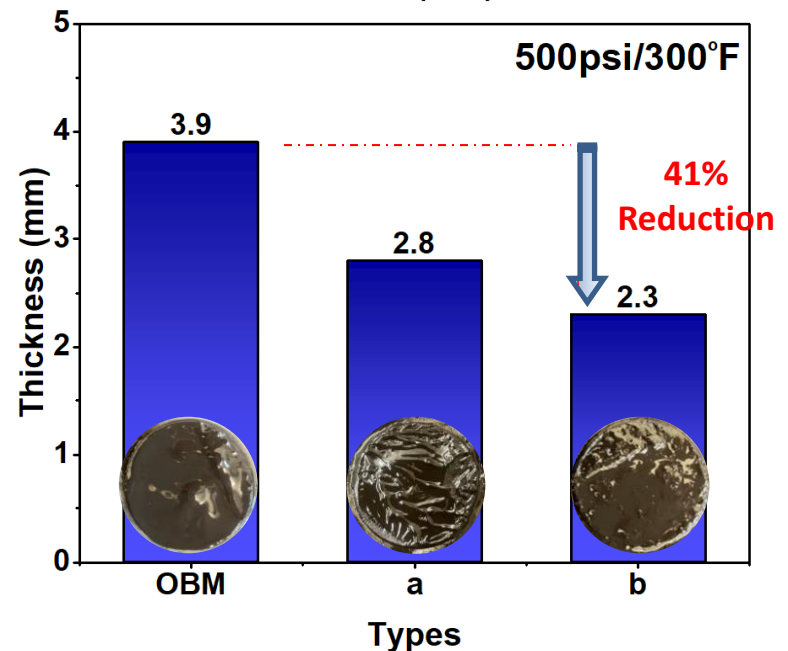 500psi/300°F
5
4
3
2
1
0
Thickness (mm)
3.9
2.8
2.3
41%
Reduction
OBM
a
b
Types